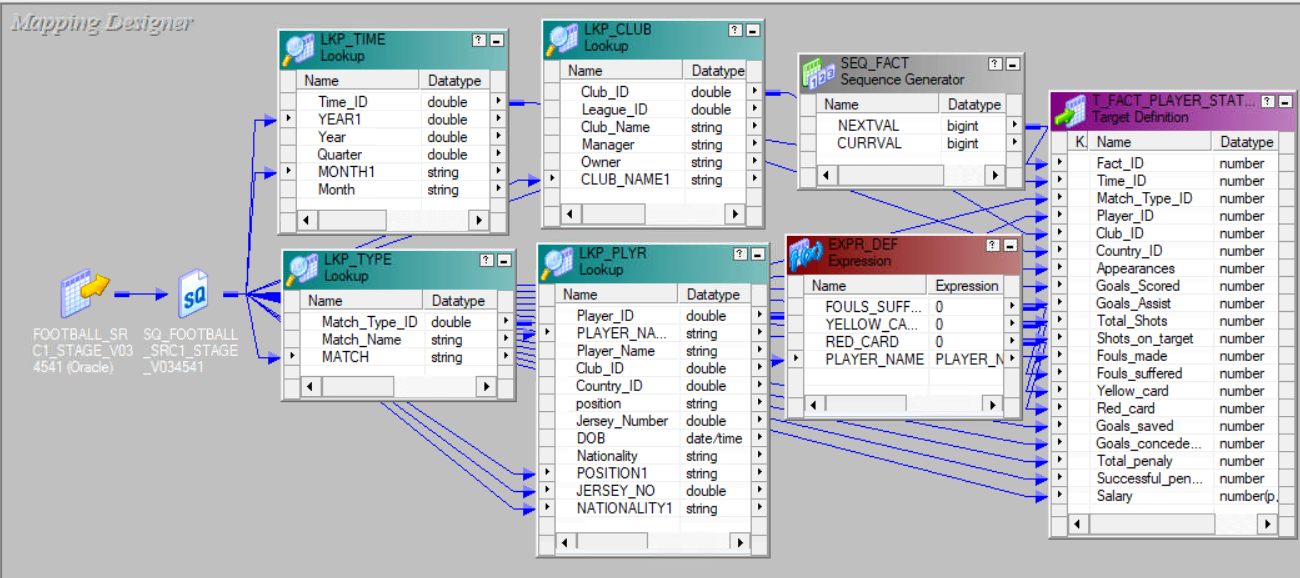 Mapping Designer
LKP_TIME
Lookup
Name Datatype
Time_ID double
YEAR1 double
Year double
Quarter double
MONTH1 string
Month string
LKP_CLUB
Lookup
Name Datatype
Club_ID double
League_ID double
Club_Name string
Manager string
Owner string
CLUB_NAME1 string
SEQ_FACT
Sequence Generator
Name Datatype
NEXTVAL bigint
CURRVAL bigint
T_FACT_PLAYER_STAT...
Target Definition
K. Name Datatype
Fact_ID number
Time_ID number
Match_Type_ID number
Player_ID number
Club_ID number
Country_ID number
Appearances number
Goals_Scored number
Goals_Assist number
Total_Shots number
Shots_on_target number
Fouls_made number
Fouls_suffered number
Yellow_card number
Red_card number
Goals_saved number
Goals_concede... number
Total_penaly number
Successful_pen... number
Salary number(p,
FOOTBALL_SR
C1_STAGE_V03
4541 (Oracle)
SQ
SQ_FOOTBALL
_SRC1_STAGE
_V034541
LKP_TYPE
Lookup
Name Datatype
Match_Type_ID double
Match_Name string
MATCH string
LKP_PLYR
Lookup
Name Datatype
Player_ID double
PLAYER_NA... string
Player_Name string
Club_ID double
Country_ID double
position string
Jersey_Number double
DOB date/time
Nationality string
POSITION1 string
JERSEY_NO double
NATIONALITY1 string
EXPR_DEF
Expression
Name Expression
FOULS_SUFF... 0
YELLOW_CA... 0
RED_CARD 0
PLAYER_NAME PLAYER_N